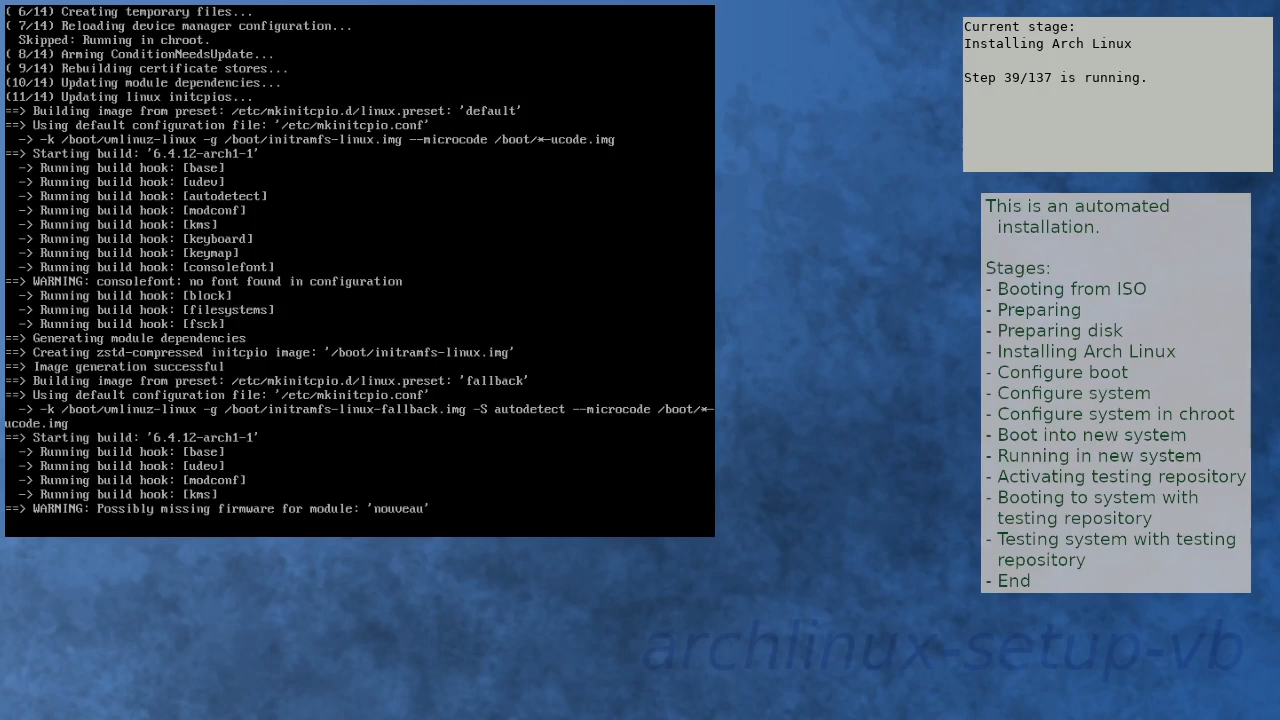 ( 6/14) Creating temporary files...
( 7/14) Reloading device manager configuration...
  Skipped: Running in chroot.
( 8/14) Arming ConditionNeedsUpdate...
( 9/14) Rebuilding certificate stores...
(10/14) Updating module dependencies...
(11/14) Updating linux initcpios...
==> Building image from preset: /etc/mkinitcpio.d/linux.preset: 'default'
==> Using default configuration file: '/etc/mkinitcpio.conf'
  -> -k /boot/vmlinuz-linux -g /boot/initramfs-linux.img --microcode /boot/*-ucode.img
==> Starting build: '6.4.12-arch1-1'
  -> Running build hook: [base]
  -> Running build hook: [udev]
  -> Running build hook: [autodetect]
  -> Running build hook: [modconf]
  -> Running build hook: [kms]
  -> Running build hook: [keyboard]
  -> Running build hook: [keymap]
  -> Running build hook: [consolefont]
==> WARNING: consolefont: no font found in configuration
  -> Running build hook: [block]
  -> Running build hook: [filesystems]
  -> Running build hook: [fsck]
==> Generating module dependencies
==> Creating zstd-compressed initcpio image: '/boot/initramfs-linux.img'
==> Image generation successful
==> Building image from preset: /etc/mkinitcpio.d/linux.preset: 'fallback'
==> Using default configuration file: '/etc/mkinitcpio.conf'
  -> -k /boot/vmlinuz-linux -g /boot/initramfs-linux-fallback.img -S autodetect --microcode /boot/*-
ucode.img
==> Starting build: '6.4.12-arch1-1'
  -> Running build hook: [base]
  -> Running build hook: [udev]
  -> Running build hook: [modconf]
  -> Running build hook: [kms]
==> WARNING: Possibly missing firmware for module: 'nouveau'
Current stage:
Installing Arch Linux
Step 39/137 is running.
This is an automated
installation.
Stages:
- Booting from ISO
- Preparing
- Preparing disk
- Installing Arch Linux
- Configure boot
- Configure system
- Configure system in chroot
- Boot into new system
- Running in new system
- Activating testing repository
- Booting to system with
testing repository
- Testing system with testing
repository
- End
archlinux-setup-vb